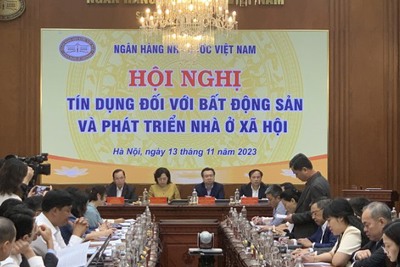 NGÂN HÀNG NHÀ NƯỚC VIỆT NAM
HỘI NGHỊ
TÍN DỤNG ĐỐI VỚI BẤT ĐỘNG SẢN
VÀ PHÁT TRIỂN NHÀ Ở XÃ HỘI
Hà Nội, ngày 13 tháng 11 năm 2023